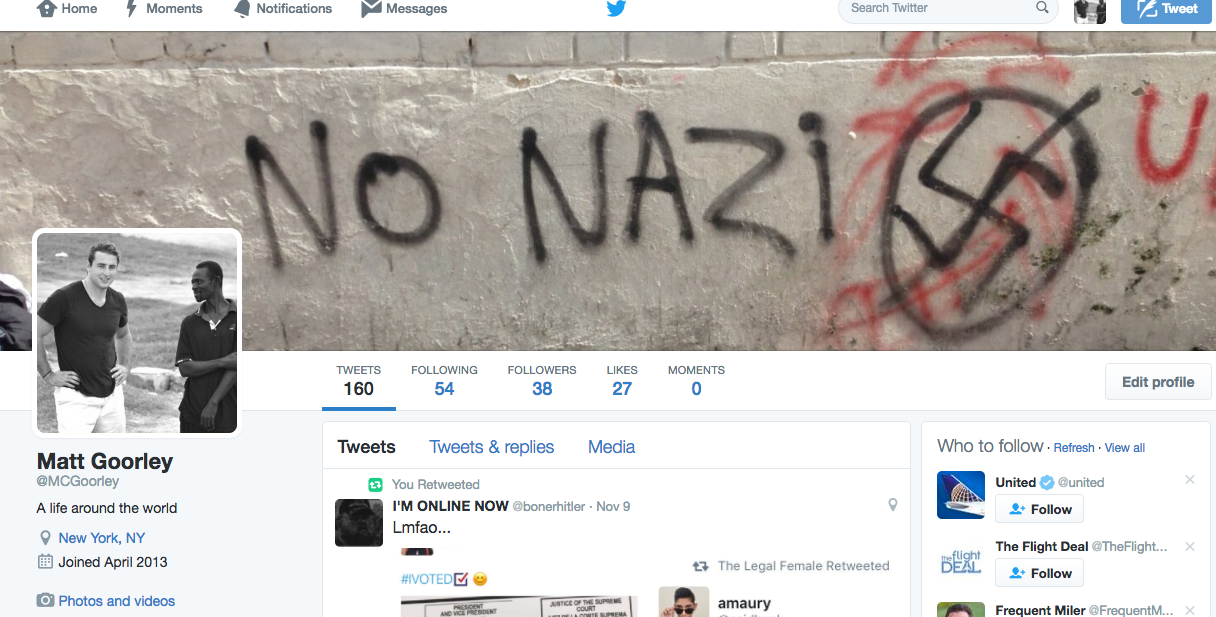 Home
Moments
Notifications
Messages
Search Twitter
Tweet
NO NAZI
TWEETS
160
FOLLOWING
54
FOLLOWERS
38
LIKES
27
MOMENTS
0
Edit profile
Matt Goorley
@MCGoorley
A life around the world
New York, NY
Joined April 2013
Photos and videos
Tweets
Tweets & replies
Media
You Retweeted
I'M ONLINE NOW @bonerhitler · Nov 9
Lmfao...
#IVOTED
PRESIDENT
AND VICE PRESIDENT
JUSTICE OF THE SUPREME
COURT
The Legal Female Retweeted
amaury
Who to follow · Refresh · View all
United @united
Follow
The Flight Deal @TheFlight...
the flight
DEAL
Follow
Frequent Miler @FrequentM...